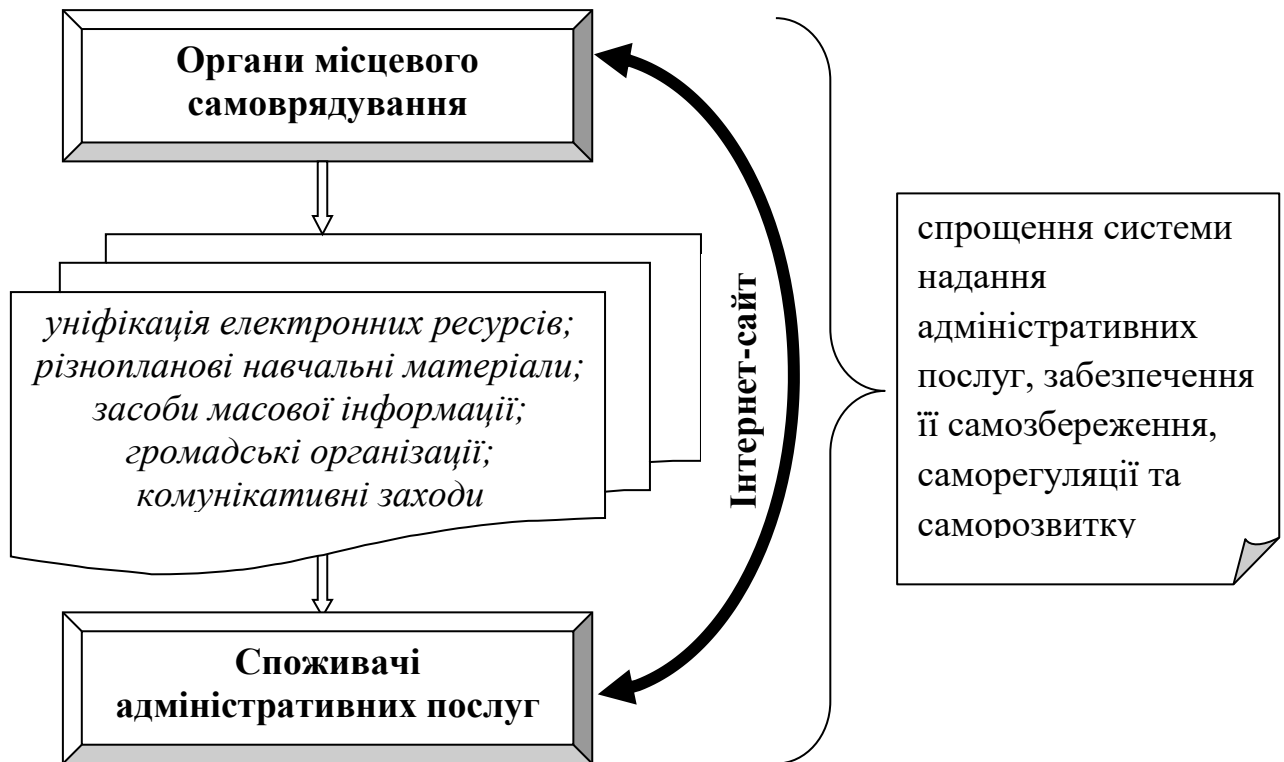 Органи місцевого
самоврядування
уніфікація електронних ресурсів;
різнопланові навчальні матеріали;
засоби масової інформації;
громадські організації;
комунікативні заходи
Інтернет-сайт
Споживачі
адміністративних послуг
спрощення системи
надання
адміністративних
послуг, забезпечення
її самозбереження,
саморегуляції та
саморозвитку